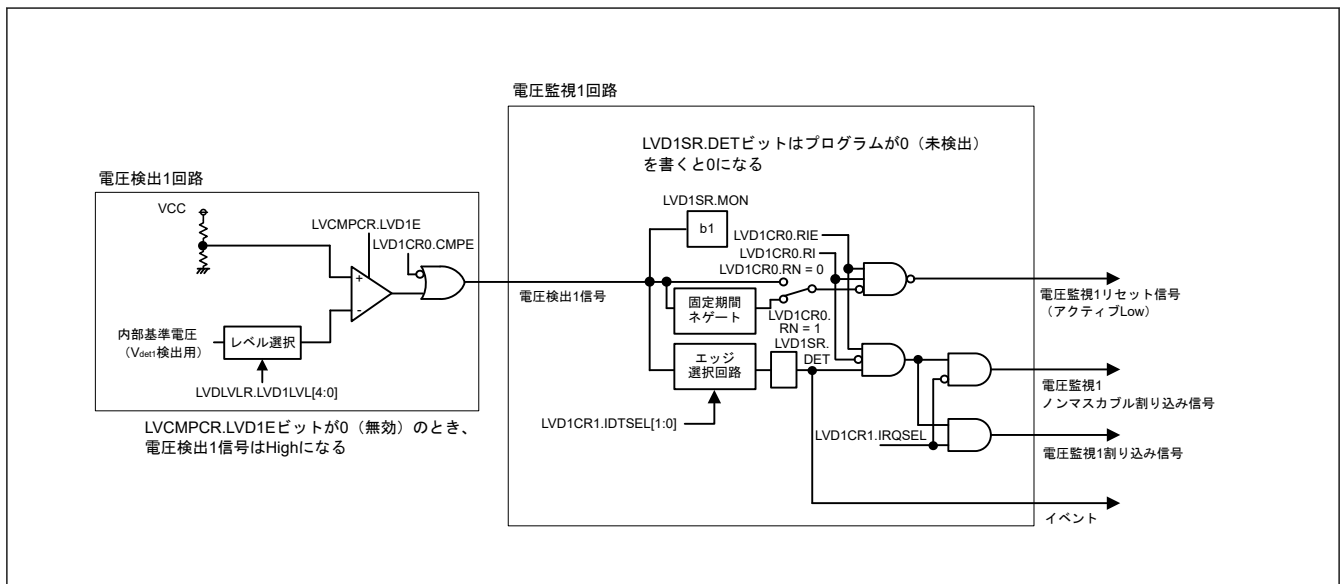 電圧監視1回路
LVD1SR.DETビットはプログラムが0（未検出）
を書くと0になる
電圧検出1回路
VCC
LVCMPCR.LVD1E
LVD1CR0.CMPE
+
-
内部基準電圧
（Vdet1検出用）
レベル選択
LVDLVLR.LVD1LVL[4:0]
LVCMPCR.LVD1Eビットが0（無効）のとき、
電圧検出1信号はHighになる
電圧検出1信号
LVD1SR.MON
b1
LVD1CR0.RIE
LVD1CR0.RI
LVD1CR0.RN = 0
固定期間
ネゲート
LVD1CR0.
RN = 1
LVD1SR.
DET
エッジ
選択回路
LVD1CR1.IDTSEL[1:0]
LVD1CR1.IRQSEL
電圧監視1リセット信号
（アクティブLow）
電圧監視1
ノンマスカブル割り込み信号
電圧監視1割り込み信号
イベント